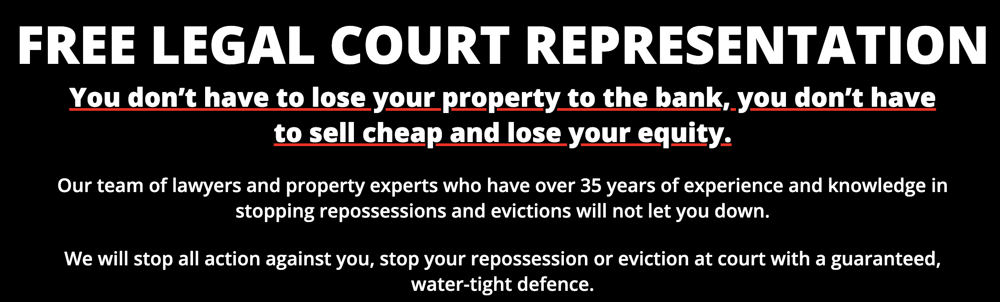 FREE LEGAL COURT REPRESENTATION
You don’t have to lose your property to the bank, you don’t have
to sell cheap and lose your equity.
Our team of lawyers and property experts who have over 35 years of experience and knowledge in
stopping repossessions and evictions will not let you down.
We will stop all action against you, stop your repossession or eviction at court with a guaranteed,
water-tight defence.